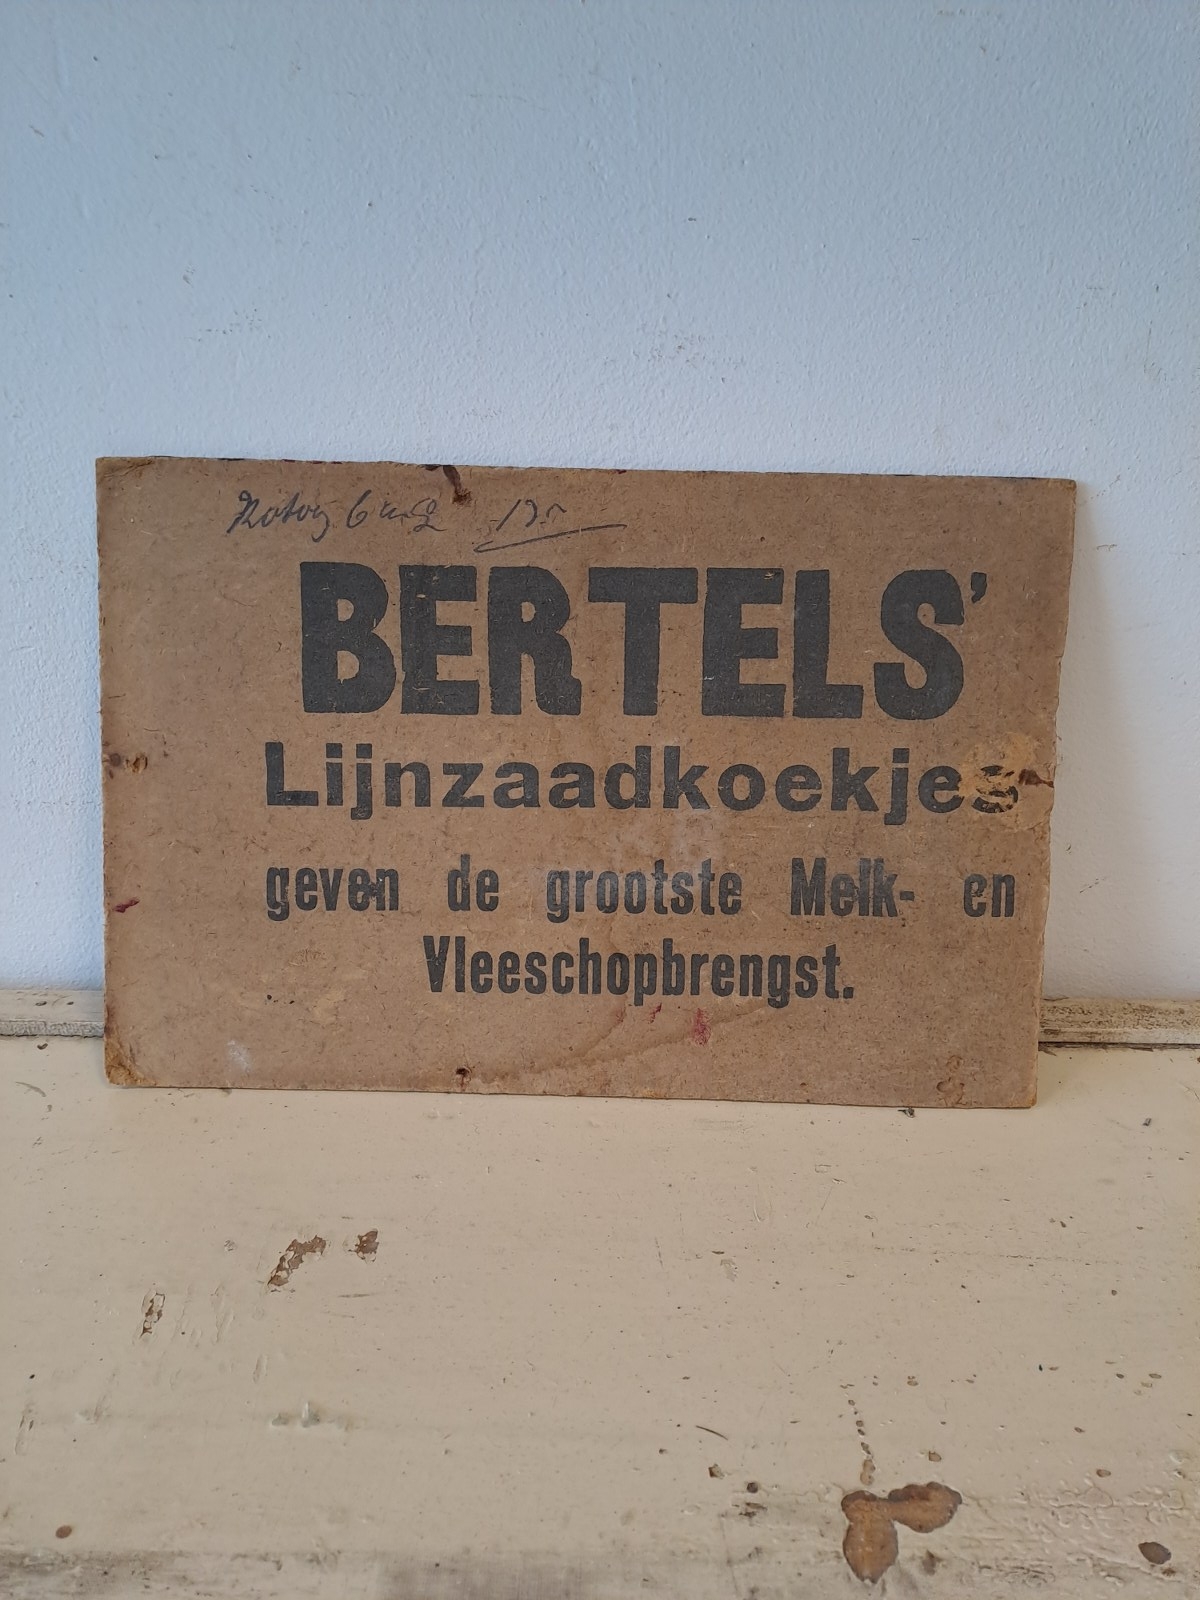 BERTELS'
Lijnzaadkoekjes
geven de grootste Melk- en
Vleeschopbrengst.